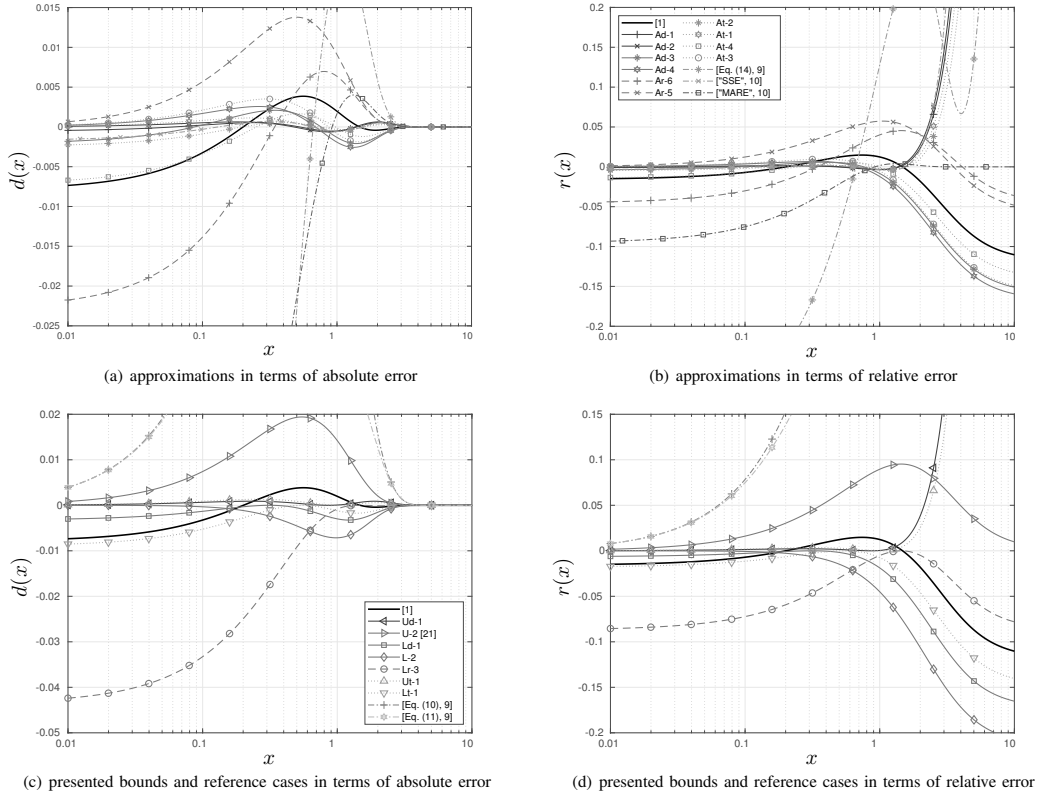 0.015
0.01
0.005
0
-0.005
-0.01
-0.015
-0.02
-0.025
0.01
0.1
1
10
d(x)
x
(a) approximations in terms of absolute error
0.2
0.15
0.1
0.05
0
-0.05
-0.1
-0.15
-0.2
0.01
0.1
1
10
r(x)
x
[1]
Ad-1
Ad-2
Ad-3
Ad-4
Ar-6
Ar-5
At-2
At-1
At-4
At-3
[Eq. (14), 9]
["SSE", 10]
["MARE", 10]
(b) approximations in terms of relative error
0.02
0.01
0
-0.01
-0.02
-0.03
-0.04
-0.05
0.01
0.1
1
10
d(x)
x
[1]
Ud-1
U-2 [21]
Ld-1
L-2
Lr-3
Ut-1
Lt-1
[Eq. (10), 9]
[Eq. (11), 9]
(c) presented bounds and reference cases in terms of absolute error
0.15
0.1
0.05
0
-0.05
-0.1
-0.15
-0.2
0.01
0.1
1
10
r(x)
x
(d) presented bounds and reference cases in terms of relative error